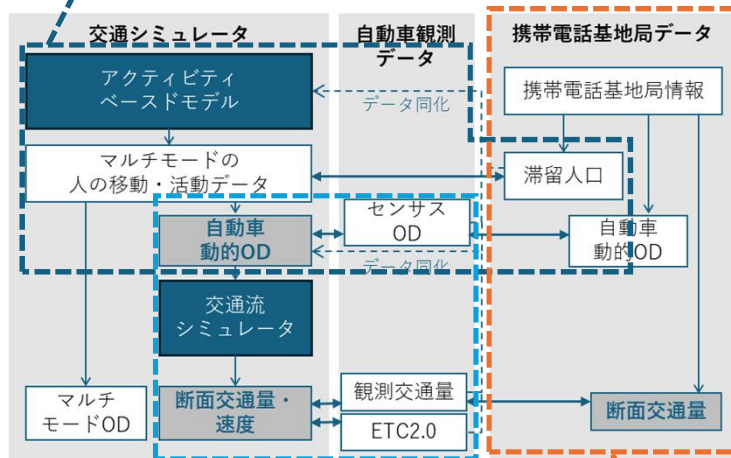 交通シミュレータ
自動車観測
データ
携帯電話基地局データ
アクティビティ
ベースドモデル
データ同化
携帯電話基地局情報
マルチモードの
人の移動・活動データ
滞留人口
自動車
動的OD
センサス
OD
自動車
動的OD
データ同化
交通流
シミュレータ
マルチ
モードOD
断面交通量・
速度
観測交通量
ETC2.0
断面交通量